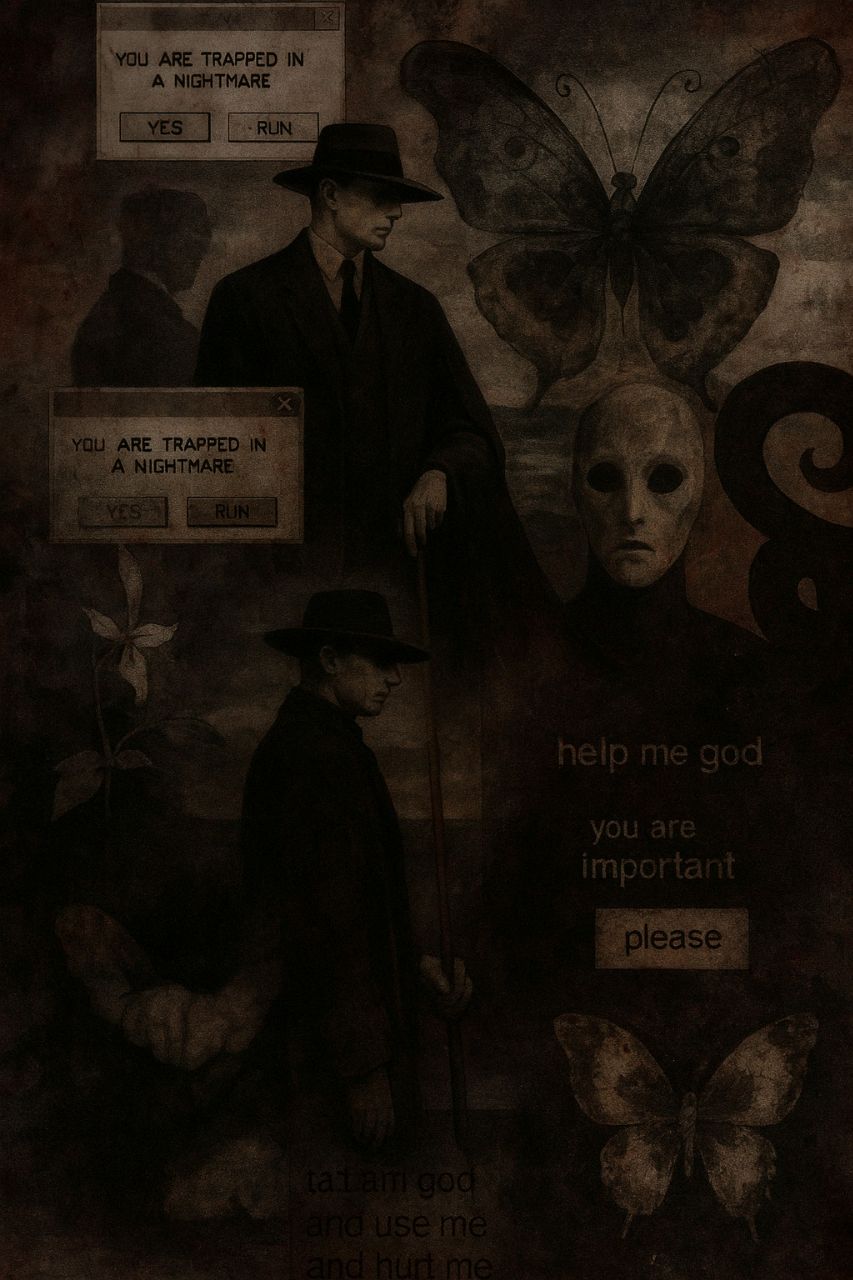 YOU ARE TRAPPED IN
A NIGHTMARE
YES
RUN
YOU ARE TRAPPED IN
A NIGHTMARE
YES
RUN
help me god
you are
important
please
am god
and use me
and hurt me